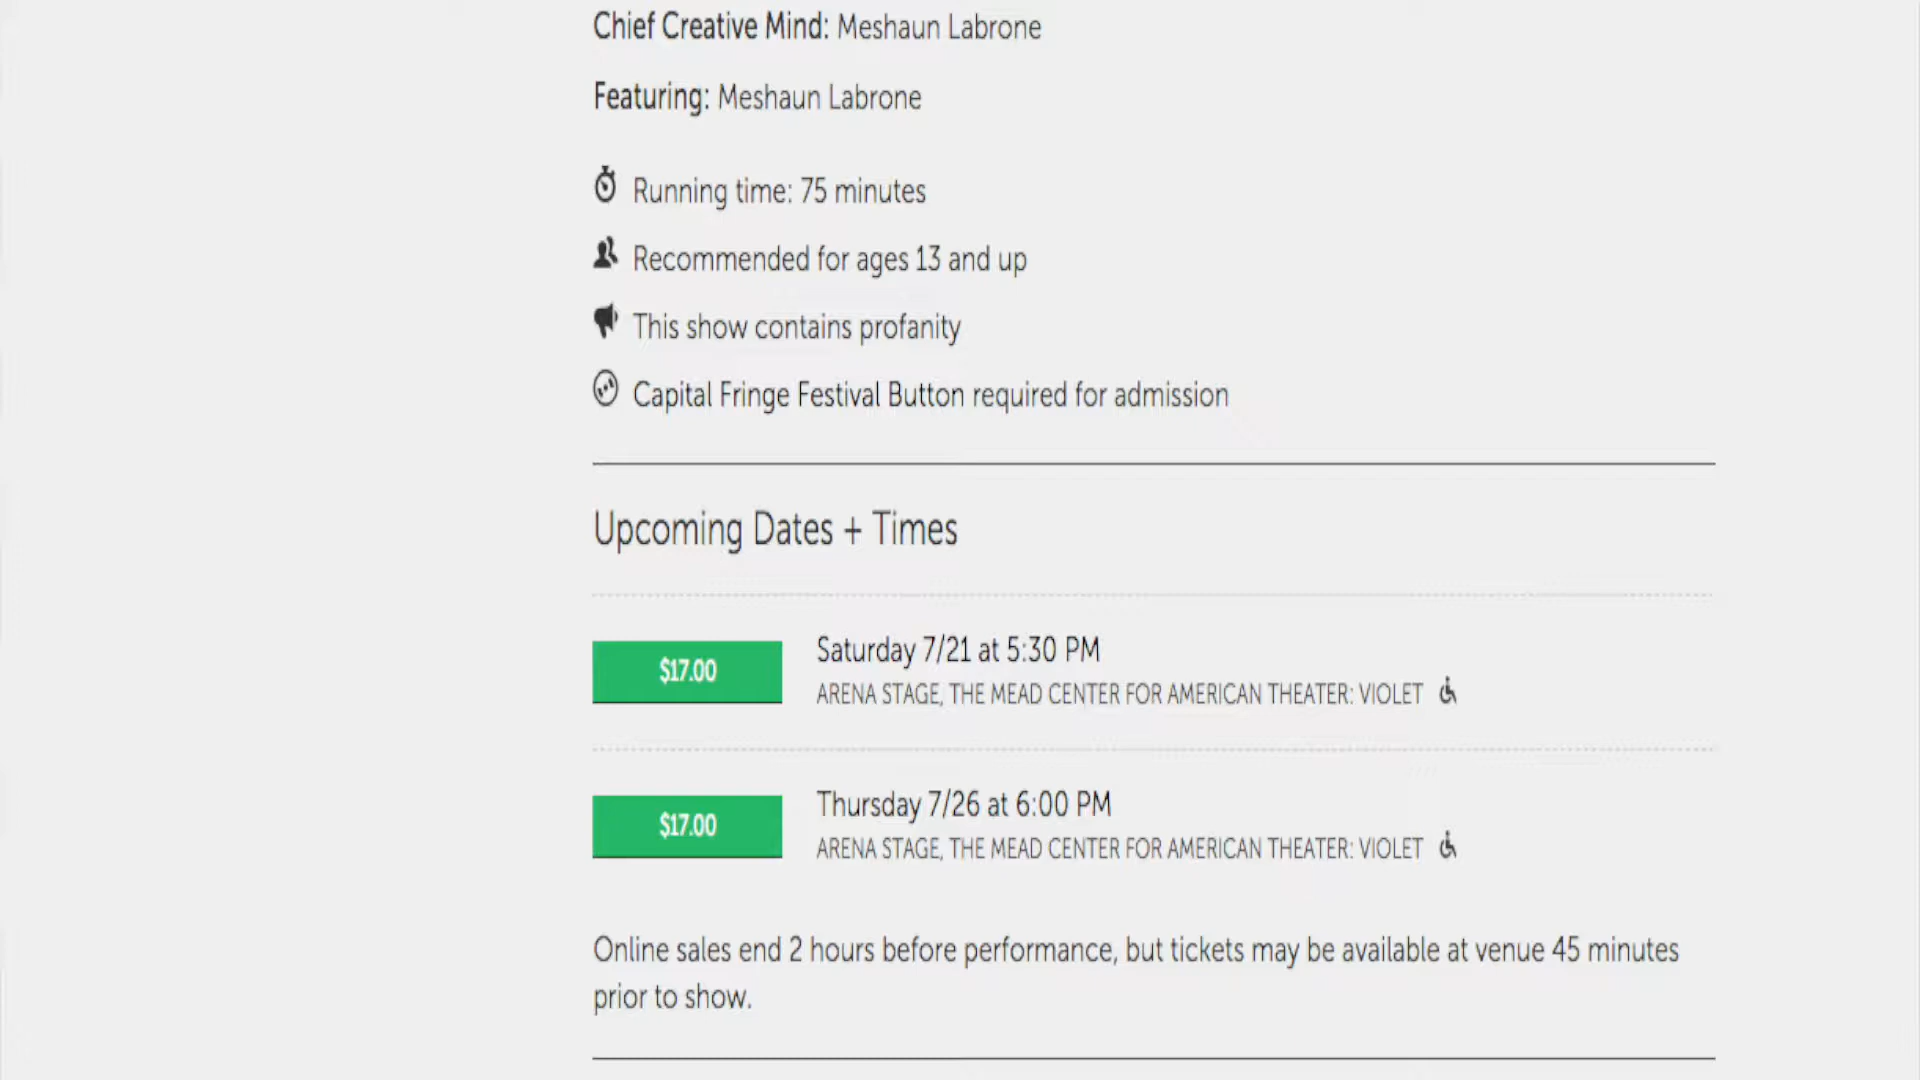 Chief Creative Mind: Meshaun Labrone
Featuring: Meshaun Labrone
Running time: 75 minutes
Recommended for ages 13 and up
This show contains profanity
Capital Fringe Festival Button required for admission
Upcoming Dates + Times
$17.00
Saturday 7/21 at 5:30 PM
ARENA STAGE, THE MEAD CENTER FOR AMERICAN THEATER: VIOLET
$17.00
Thursday 7/26 at 6:00 PM
ARENA STAGE, THE MEAD CENTER FOR AMERICAN THEATER: VIOLET
Online sales end 2 hours before performance, but tickets may be available at venue 45 minutes
prior to show.